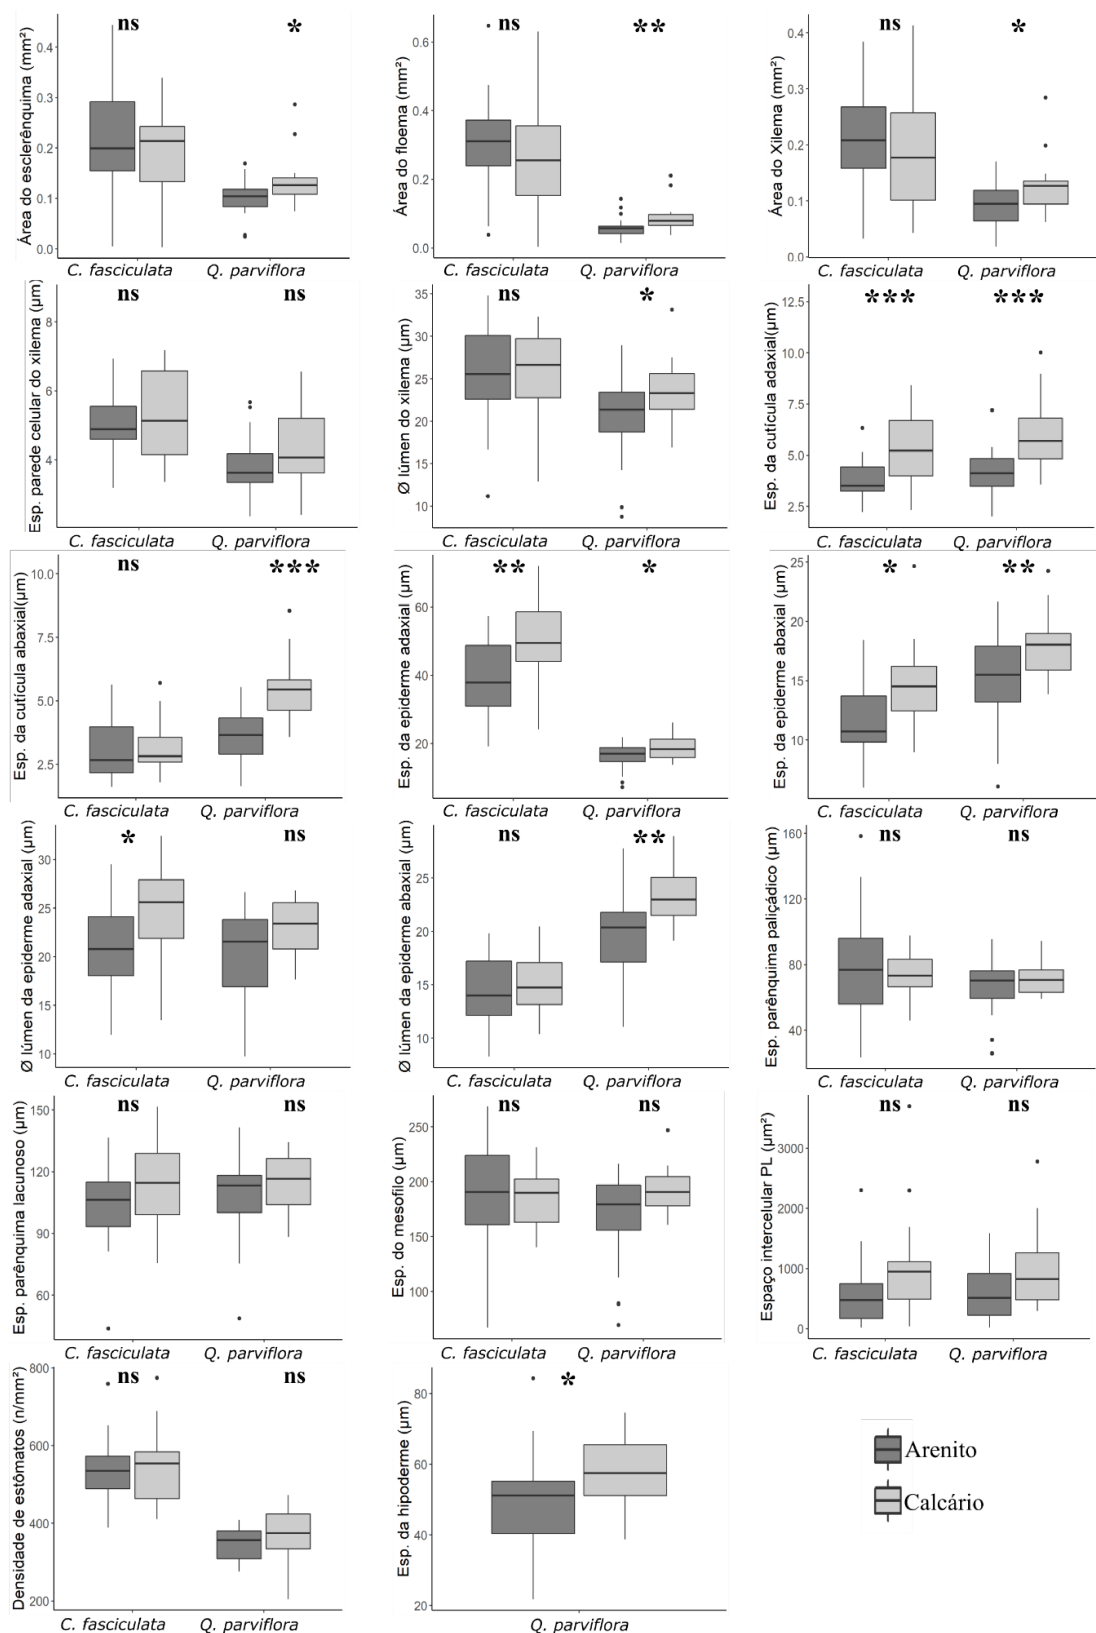 ns *
Área do esclerênquima (mm²)
0.4
0.3
0.2
0.1
0.0
C. fasciculata Q. parviflora
ns **
Área do floema (mm²)
0.6
0.4
0.2
0.0
C. fasciculata Q. parviflora
ns *
Área do Xilema (mm²)
0.4
0.3
0.2
0.1
0.0
C. fasciculata Q. parviflora
ns ns
Esp. parede celular do xilema (µm)
8
6
4
C. fasciculata Q. parviflora
ns *
Ø lúmen do xilema (µm)
35
30
25
20
15
10
C. fasciculata Q. parviflora
*** ***
Esp. da cutícula adaxial(µm)
12.5
10.0
7.5
5.0
2.5
C. fasciculata Q. parviflora
ns ***
Esp. da cutícula abaxial(µm)
10.0
7.5
5.0
2.5
C. fasciculata Q. parviflora
** *
Esp. da epiderme adaxial (µm)
60
40
20
C. fasciculata Q. parviflora
* **
Esp. da epiderme abaxial (µm)
25
20
15
10
C. fasciculata Q. parviflora
* ns
Ø lúmen da epiderme adaxial (µm)
30
25
20
15
10
C. fasciculata Q. parviflora
ns **
Ø lúmen da epiderme abaxial (µm)
25
20
15
10
C. fasciculata Q. parviflora
ns ns
Esp. parênquima paliçádico (µm)
160
120
80
40
C. fasciculata Q. parviflora
ns ns
Esp. parênquima lacunoso (µm)
150
120
90
60
C. fasciculata Q. parviflora
ns ns
Esp. do mesofilo (µm)
250
200
150
100
C. fasciculata Q. parviflora
ns ns
Espaço intercelular PL (µm²)
3000
2000
1000
0
C. fasciculata Q. parviflora
ns ns
Densidade de estômatos (n/mm²)
800
600
400
200
C. fasciculata Q. parviflora
*
Esp. da hipoderme (µm)
80
60
40
20
Q. parviflora
Arenito
Calcário